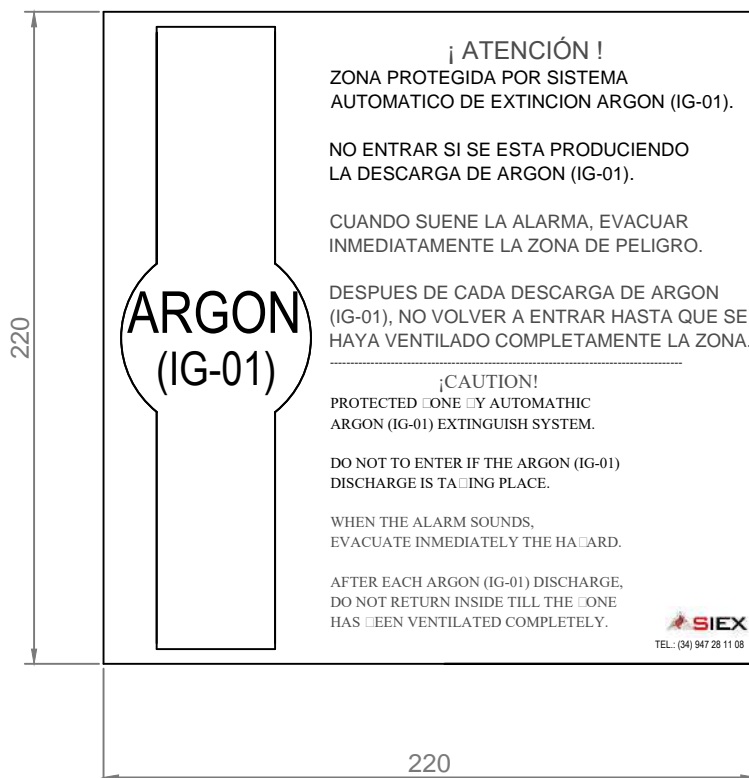 ¡ ATENCIÓN !
ZONA PROTEGIDA POR SISTEMA
AUTOMATICO DE EXTINCION ARGON (IG-01).
NO ENTRAR SI SE ESTA PRODUCIENDO
LA DESCARGA DE ARGON (IG-01).
CUANDO SUENE LA ALARMA, EVACUAR
INMEDIATAMENTE LA ZONA DE PELIGRO.
DESPUES DE CADA DESCARGA DE ARGON
(IG-01), NO VOLVER A ENTRAR HASTA QUE SE
HAYA VENTILADO COMPLETAMENTE LA ZONA.
ARGON
(IG-01)
¡CAUTION!
PROTECTED □ONE □Y AUTOMATHIC
ARGON (IG-01) EXTINGUISH SYSTEM.
DO NOT TO ENTER IF THE ARGON (IG-01)
DISCHARGE IS TA□ING PLACE.
WHEN THE ALARM SOUNDS,
EVACUATE INMEDIATELY THE HA□ARD.
AFTER EACH ARGON (IG-01) DISCHARGE,
DO NOT RETURN INSIDE TILL THE □ONE
HAS □EEN VENTILATED COMPLETELY.
SIEX
TEL.: (34) 947 28 11 08
220
220